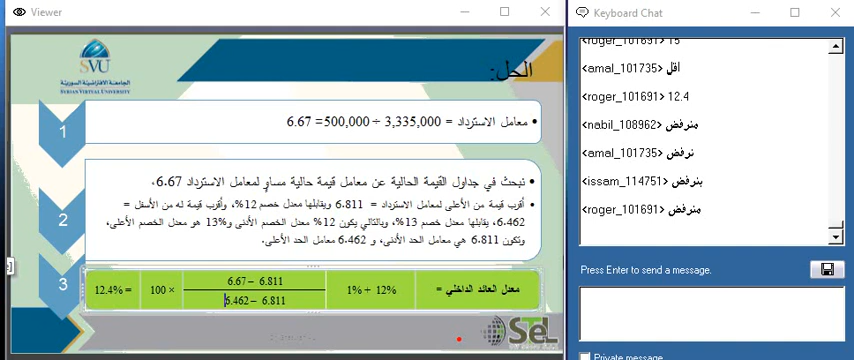 Viewer
Keyboard Chat
SVU
الجامعة الافتراضية السورية
SYRIAN VIRTUAL UNIVERSITY
الحل:
1
• معامل الاسترداد = 3,335,000 ÷ 500,000= 6.67
2
• نبحث في جداول القيمة الحالية عن معامل قيمة حالية مساوٍ لمعامل الاسترداد 6.67،
• أقرب قيمة من الأعلى لمعامل الاسترداد = 6.811 ويقابلها معدل خصم 12%، وأقرب قيمة له من الأسفل =
6.462، يقابلها معدل خصم 13%، وبالتالي يكون 12% معدل الخصم الأدنى و13% هو معدل الخصم الأعلى،
وتكون 6.811 هي معامل الحد الأدنى، و 6.462 معامل الحد الأعلى.
3
معدل العائد الداخلي =
1% + 12%
6.67 – 6.811
6.462 – 6.811
100 ×
12.4% =
SeL
<roger_101691> 15
<amal_101735> اقل
<roger_101691> 12.4
<nabil_108962> منرفض
<amal_101735> نرفض
<issam_114751> بنرفض
<roger_101691> منرفض
Press Enter to send a message.
Private message